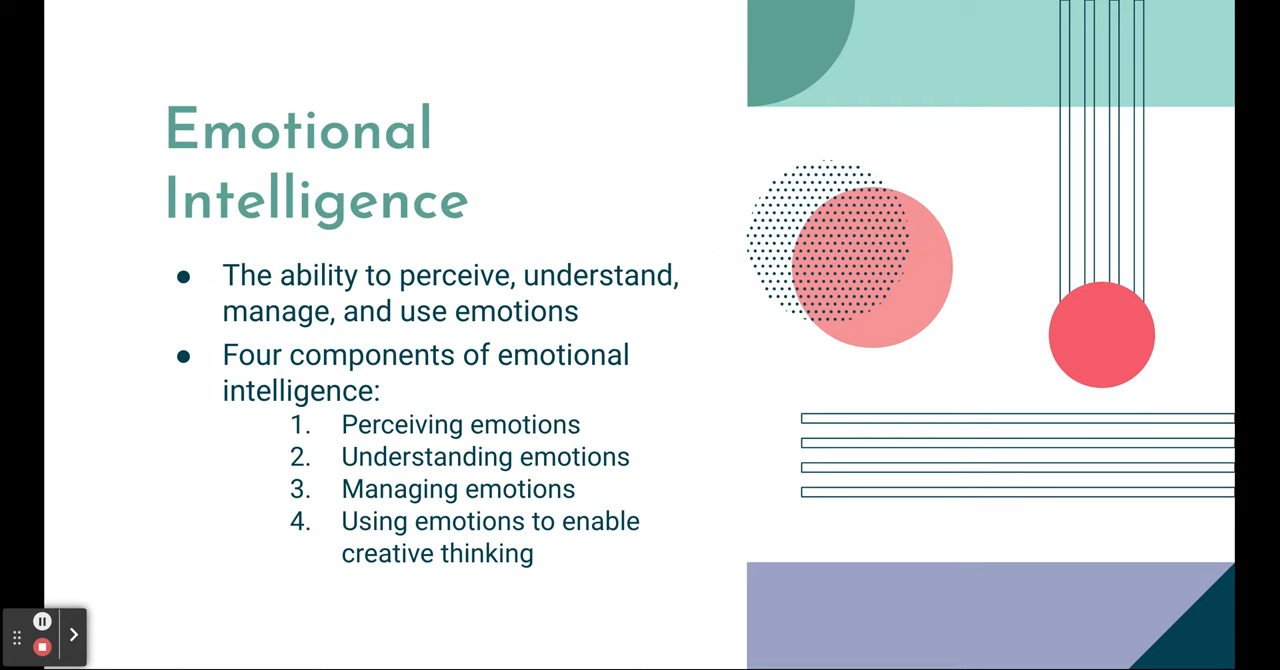 Emotional
Intelligence
● The ability to perceive, understand,
manage, and use emotions
● Four components of emotional
intelligence:
1. Perceiving emotions
2. Understanding emotions
3. Managing emotions
4. Using emotions to enable
creative thinking